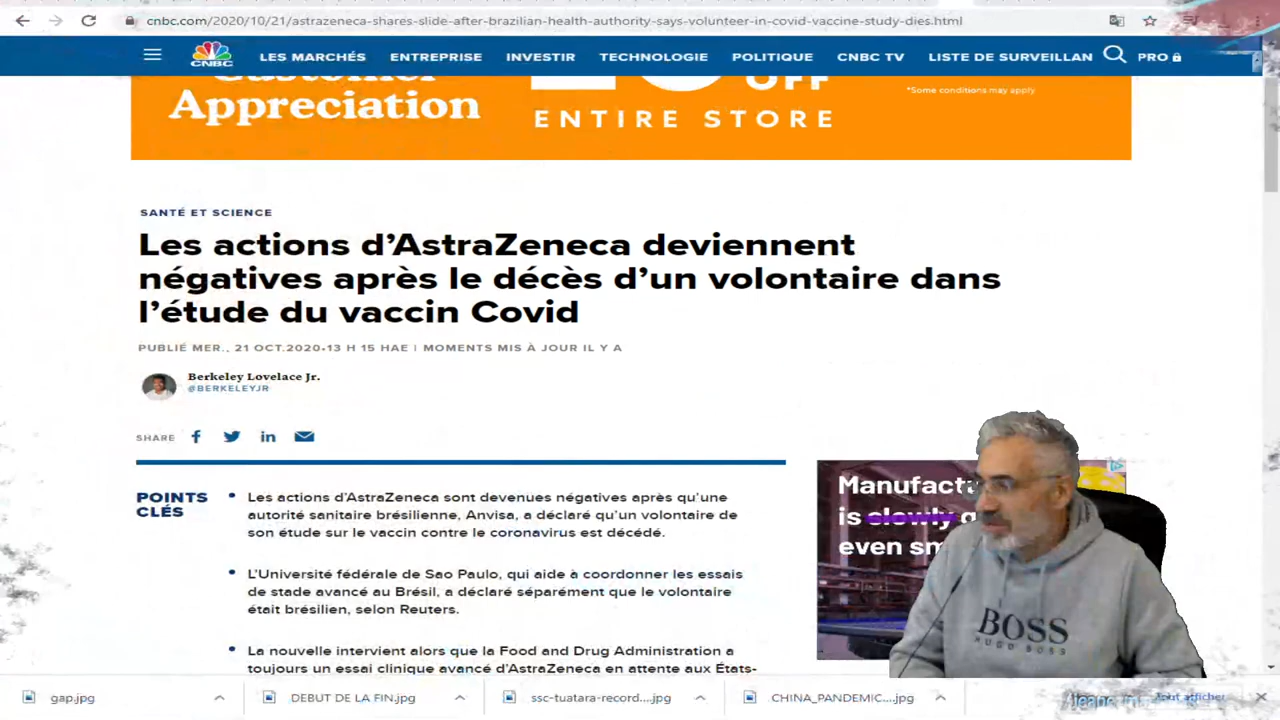 cnbc.com/2020/10/21/astrazeneca-shares-slide-after-brazilian-health-authority-says-volunteer-in-covid-vaccine-study-dies.html
CNBC LES MARCHÉS ENTREPRISE INVESTIR TECHNOLOGIE POLITIQUE CNBC TV LISTE DE SURVEILLAN PRO
Customer
Appreciation
OFF
ENTIRE STORE
*Some conditions may apply
SANTÉ ET SCIENCE
Les actions d’AstraZeneca deviennent
négatives après le décès d’un volontaire dans
l’étude du vaccin Covid
PUBLIÉ MER., 21 OCT.2020•13 H 15 HAE | MOMENTS MIS À JOUR IL Y A
Berkeley Lovelace Jr.
@BERKELEYJR
SHARE
POINTS
CLÉS
• Les actions d’AstraZeneca sont devenues négatives après qu’une
autorité sanitaire brésilienne, Anvisa, a déclaré qu’un volontaire de
son étude sur le vaccin contre le coronavirus est décédé.
• L’Université fédérale de Sao Paulo, qui aide à coordonner les essais
de stade avancé au Brésil, a déclaré séparément que le volontaire
était brésilien, selon Reuters.
• La nouvelle intervient alors que la Food and Drug Administration a
toujours un essai clinique avancé d’AstraZeneca en attente aux États-
Manufact
is slowly
even sm
BOSS
HUGO BOSS
gap.jpg
DEBUT DE LA FIN.jpg
ssc-tuatara-record....jpg
CHINA_PANDEMIC....jpg
Tout afficher